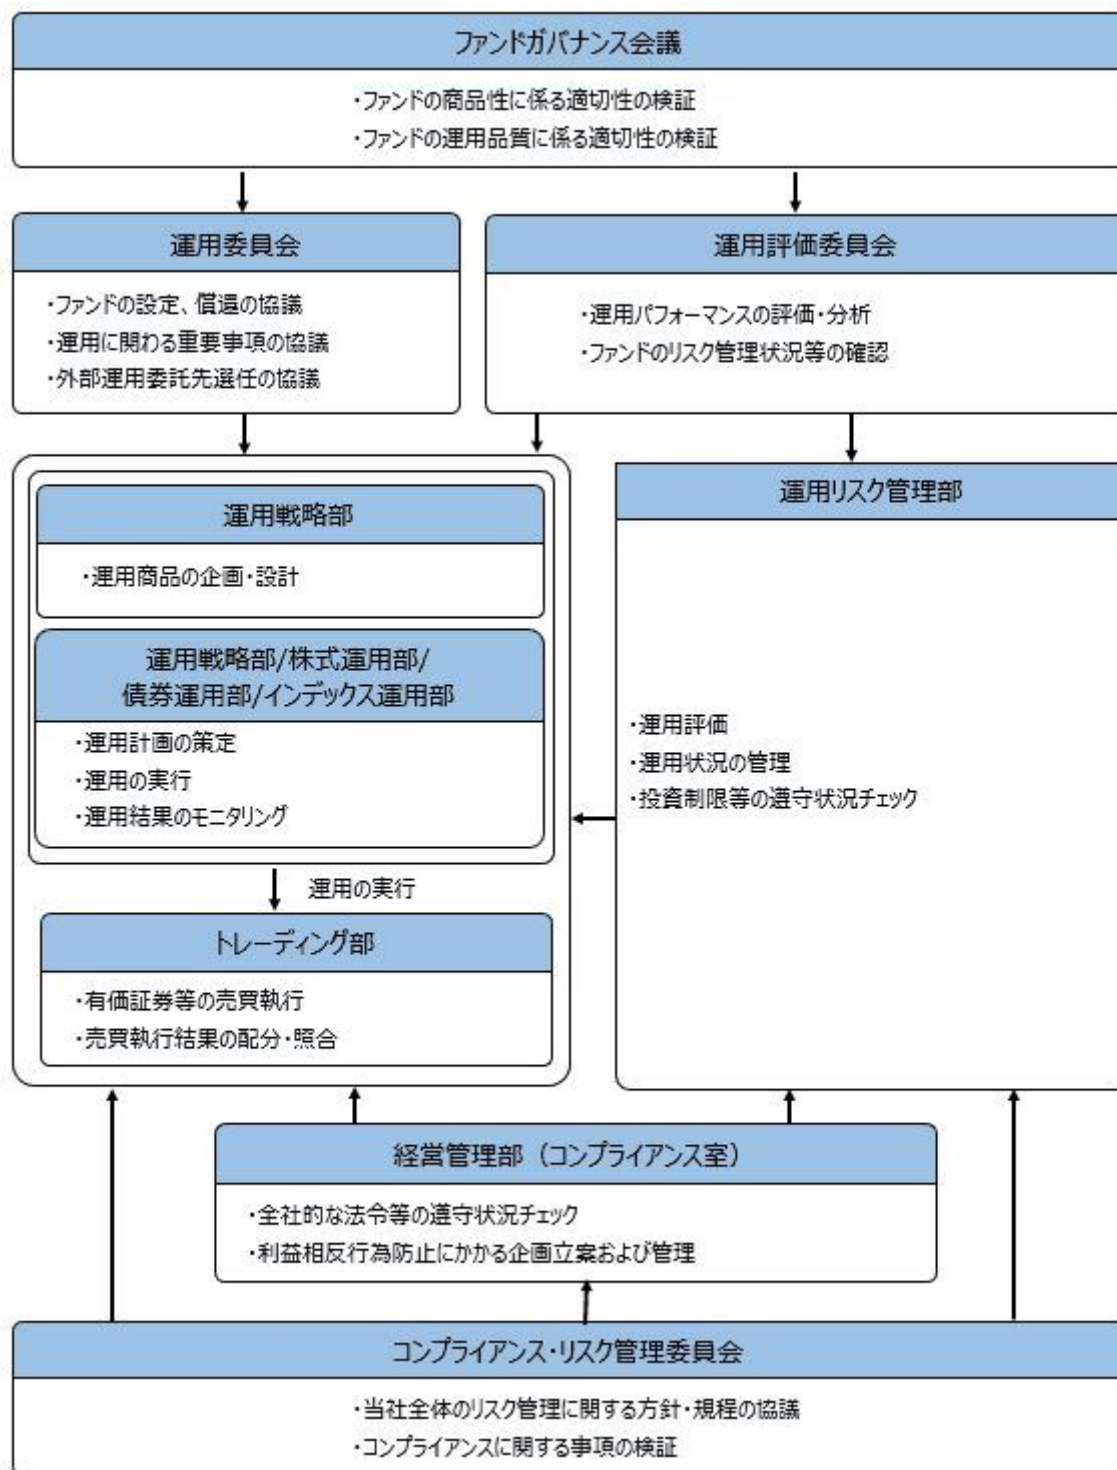 ファンドガバナンス会議
・ファンドの商品性に係る適切性の検証
・ファンドの運用品質に係る適切性の検証
運用委員会
・ファンドの設定、償還の協議
・運用に関わる重要事項の協議
・外部運用委託先選任の協議
運用評価委員会
・運用パフォーマンスの評価・分析
・ファンドのリスク管理状況等の確認
運用戦略部
・運用商品の企画・設計
運用戦略部/株式運用部/
債券運用部/インデックス運用部
・運用計画の策定
・運用の実行
・運用結果のモニタリング
運用の実行
トレーディング部
・有価証券等の売買執行
・売買執行結果の配分・照合
運用リスク管理部
・運用評価
・運用状況の管理
・投資制限等の遵守状況チェック
経営管理部（コンプライアンス室）
・全社的な法令等の遵守状況チェック
・利益相反行為防止にかかる企画立案および管理
コンプライアンス・リスク管理委員会
・当社全体のリスク管理に関する方針・規程の協議
・コンプライアンスに関する事項の検証